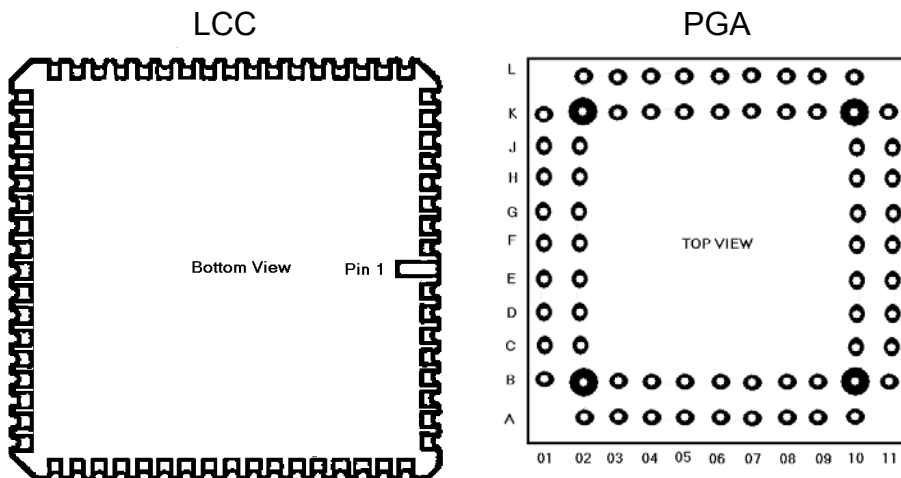 LCC
PGA
Bottom View
Pin 1
L
K
J
H
G
F
E
D
C
B
A
TOP VIEW
01 02 03 04 05 06 07 08 09 10 11